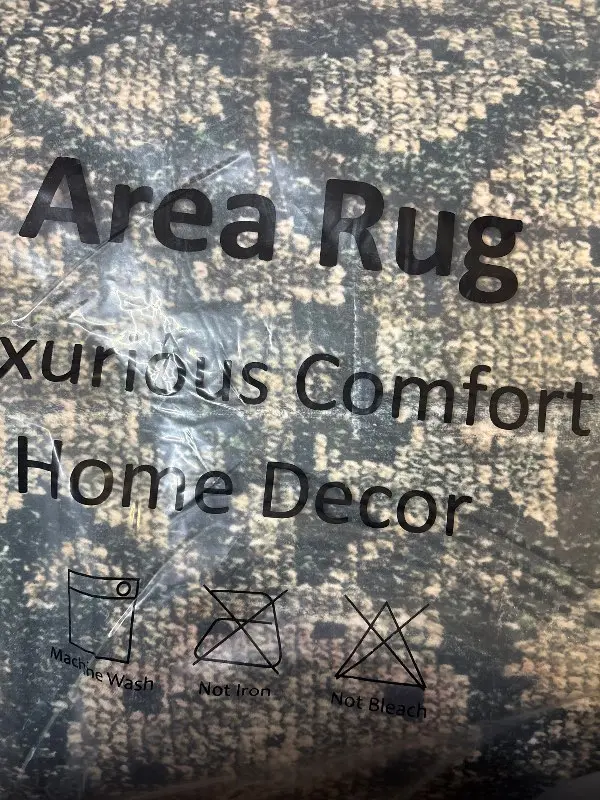 Area Rug
xurious Comfort
Home Decor
Machine Wash
Not Iron
Not Bleach